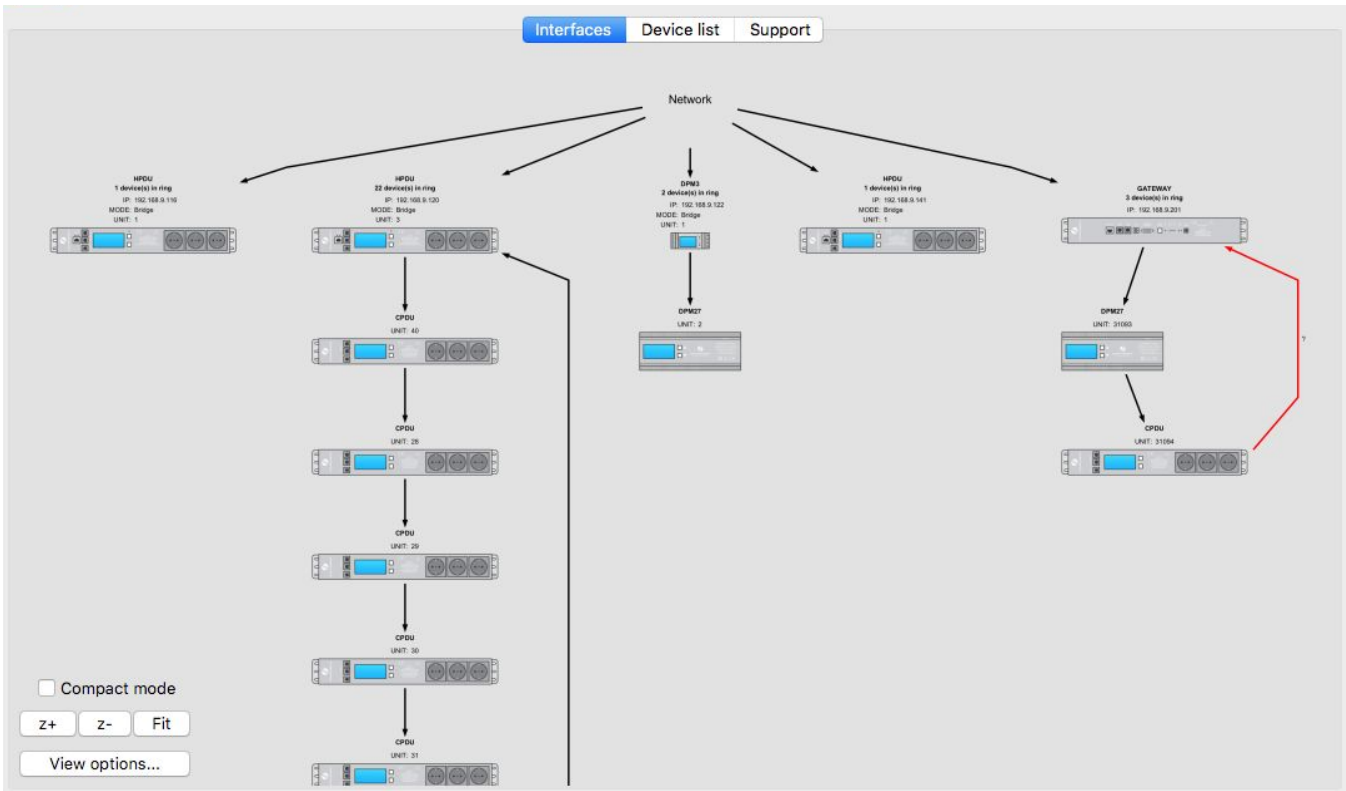 Interfaces
Device list
Support
Network
HPDU
1 device(s) in ring
IP: 192.168.9.116
MODE: Bridge
UNIT: 1
HPDU
22 device(s) in ring
IP: 192.168.9.120
MODE: Bridge
UNIT: 3
DPM3
2 device(s) in ring
IP: 192.168.9.122
MODE: Bridge
UNIT: 1
HPDU
1 device(s) in ring
IP: 192.168.9.141
MODE: Bridge
UNIT: 1
GATEWAY
3 device(s) in ring
IP: 192.168.9.201
CPDU
UNIT: 40
DPM27
UNIT: 2
DPM27
UNIT: 31093
?
CPDU
UNIT: 28
CPDU
UNIT: 31094
CPDU
UNIT: 29
CPDU
UNIT: 30
CPDU
UNIT: 31
Compact mode
z+
z-
Fit
View options...